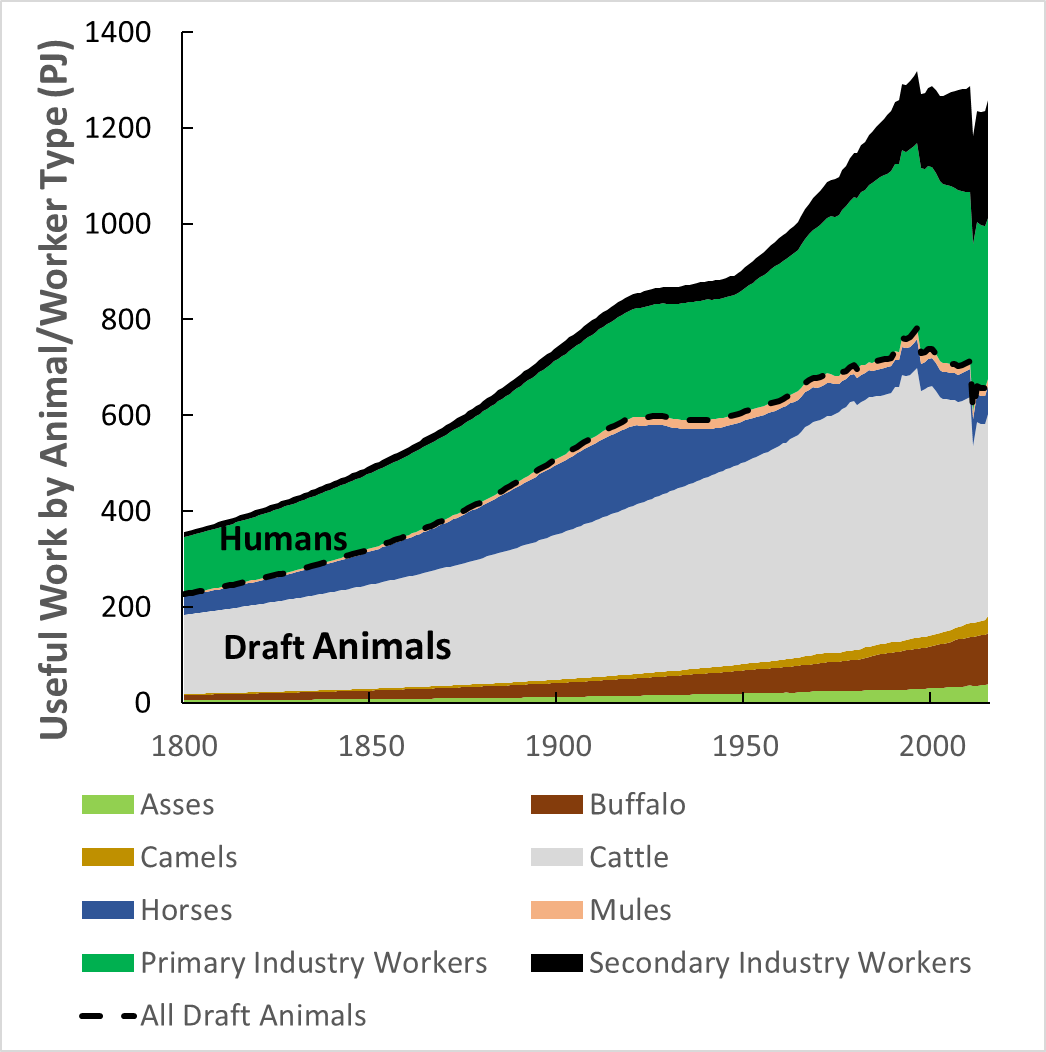 Useful Work by Animal/Worker Type (PJ)
1400
1200
1000
800
600
400
200
0
Humans
Draft Animals
1800 1850 1900 1950 2000
Asses Buffalo
Camels Cattle
Horses Mules
Primary Industry Workers Secondary Industry Workers
All Draft Animals